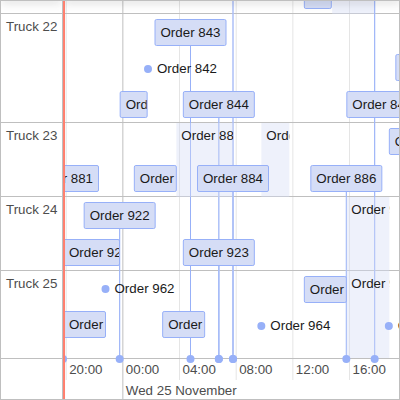 Truck 22
Order 843
Order 842
Ord
Order 844
Order 84
Truck 23
Order 88
Ord
881
Order
Order 884
Order 886
Truck 24
Order
Order 922
Order 92
Order 923
Truck 25
Order 962
Order
Order
Order
Order
Order 964
20:00
00:00
04:00
08:00
12:00
16:00
Wed 25 November